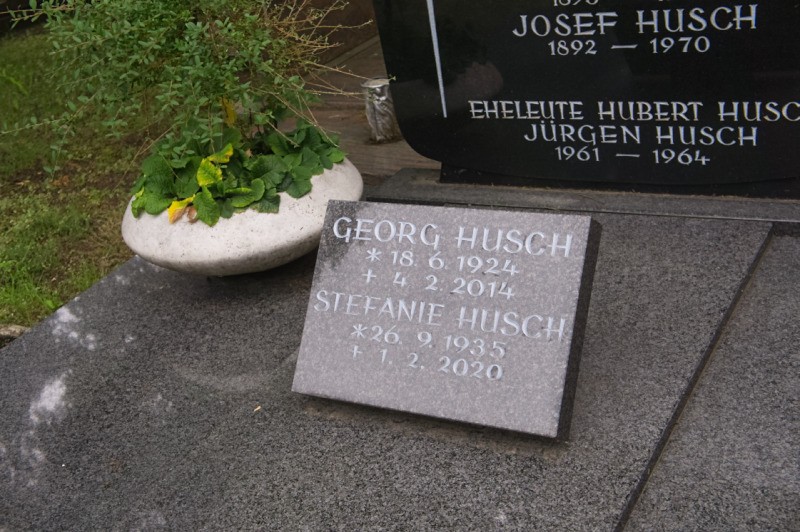 JOSEF HUSCH
1892 — 1970
EHELEUTE HUBERT HUSC
JÜRGEN HUSCH
1961 — 1964
GEORG HUSCH
* 18. 6. 1924
+ 4. 2. 2014
STEFANIE HUSCH
*26. 9. 1935
+ 1. 2. 2020